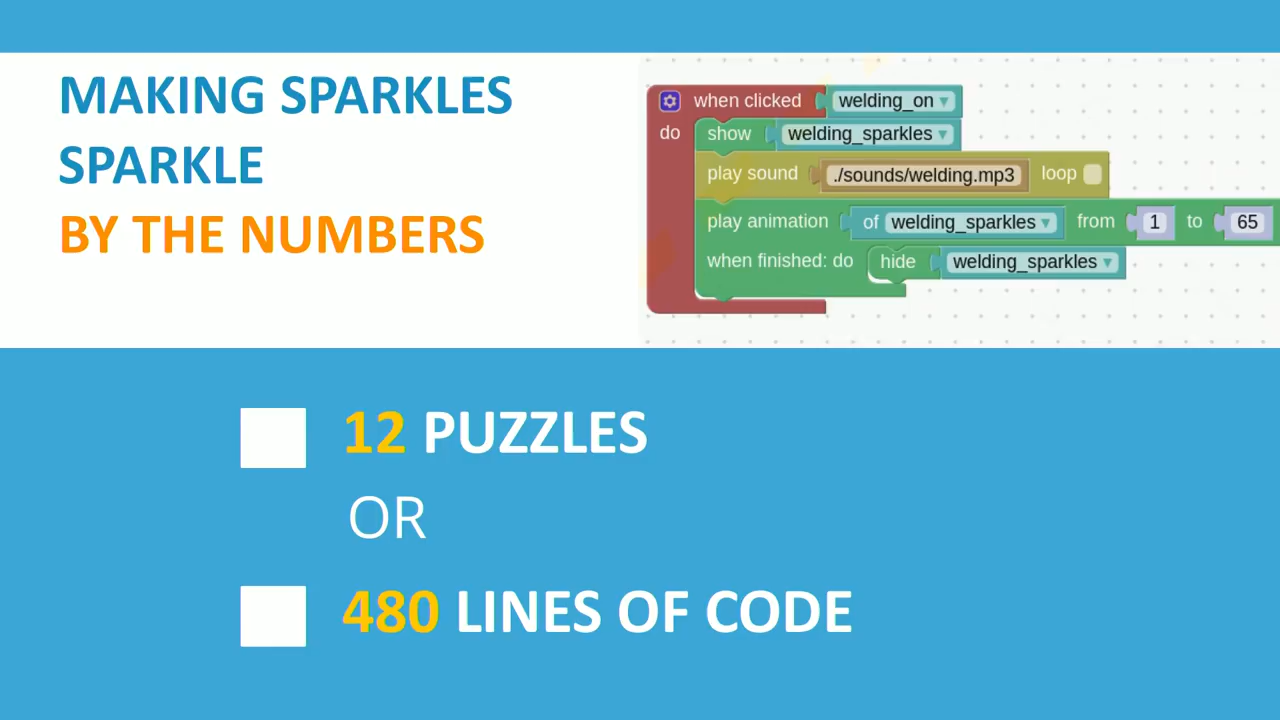 MAKING SPARKLES
SPARKLE
BY THE NUMBERS
when clicked welding_on
do show welding_sparkles
play sound ./sounds/welding.mp3 loop
play animation of welding_sparkles from 1 to 65
when finished: do hide welding_sparkles
12 PUZZLES
OR
480 LINES OF CODE